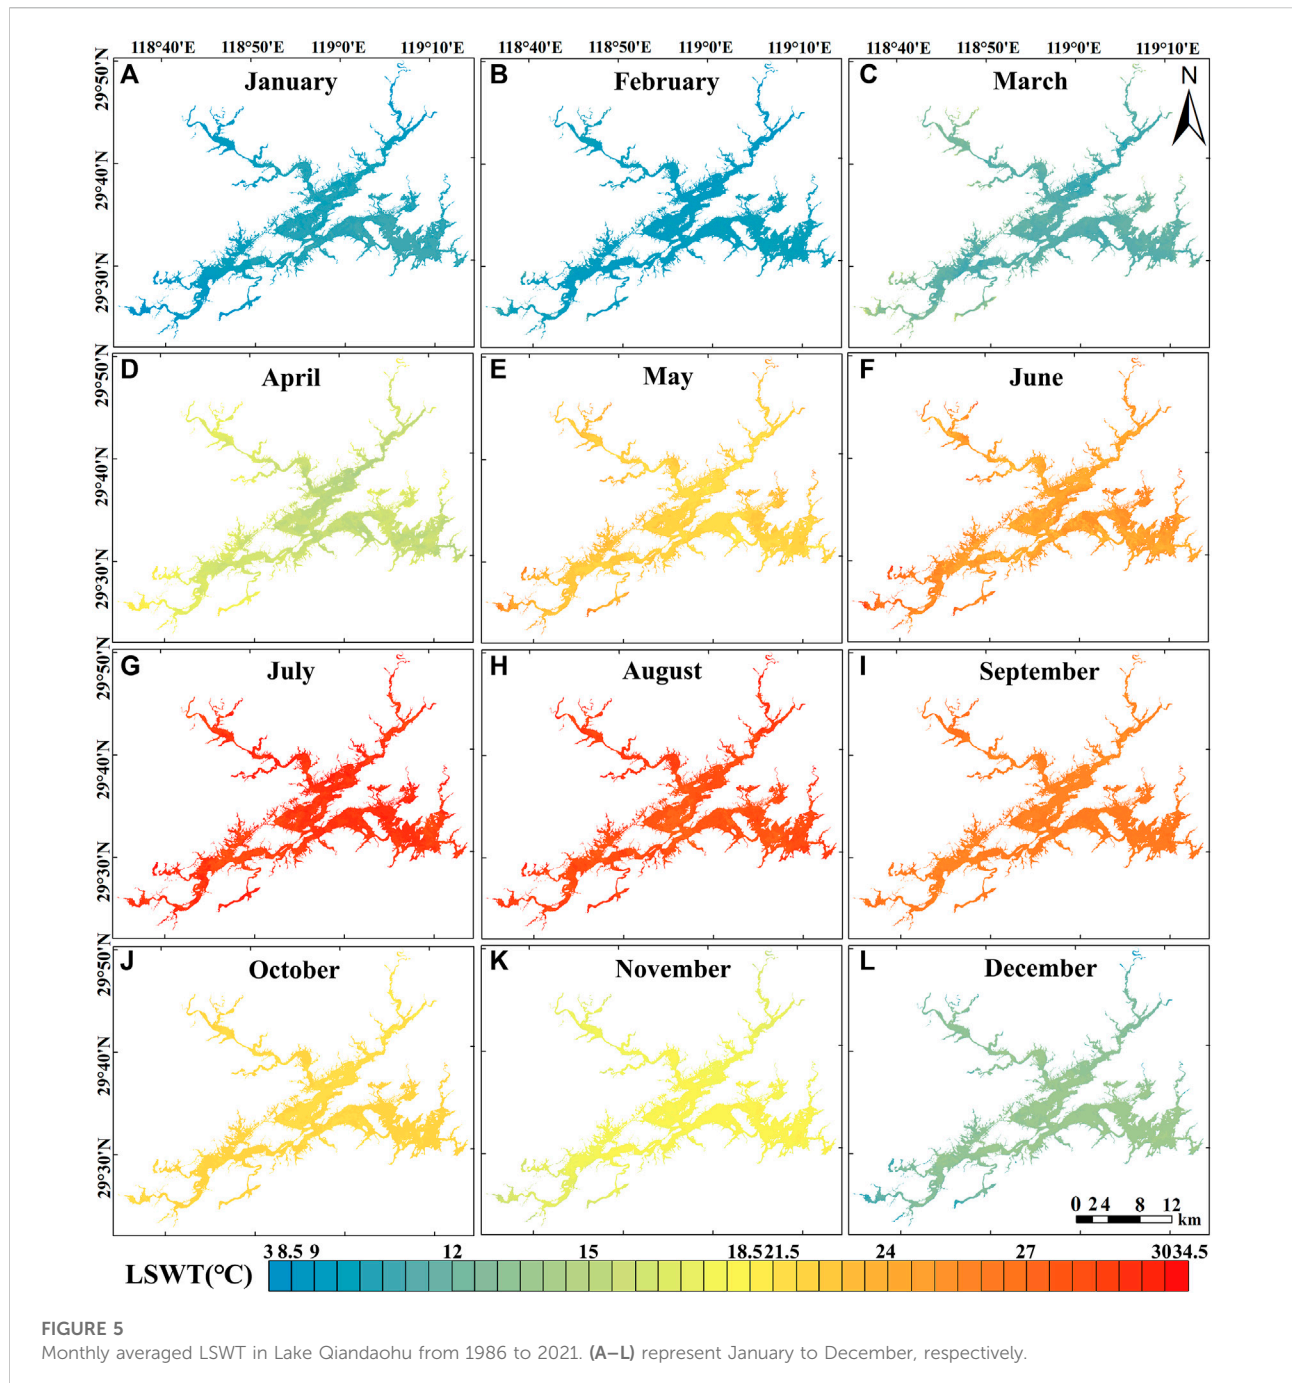 118°40'E 118°50'E 119°0'E 119°10'E 118°40'E 118°50'E 119°0'E 119°10'E 118°40'E 118°50'E 119°0'E 119°10'E
A January
B February
C March
N
29°50'N
29°40'N
29°30'N
D April
E May
F June
29°50'N
29°40'N
29°30'N
G July
H August
I September
29°50'N
29°40'N
29°30'N
J October
K November
L December
29°50'N
29°40'N
29°30'N
0 2 4 8 12
km
3 8.5 9 12 15 18.5 21.5 24 27 30 34.5
LSWT(°C)
FIGURE 5
Monthly averaged LSWT in Lake Qiandaohu from 1986 to 2021. (A–L) represent January to December, respectively.